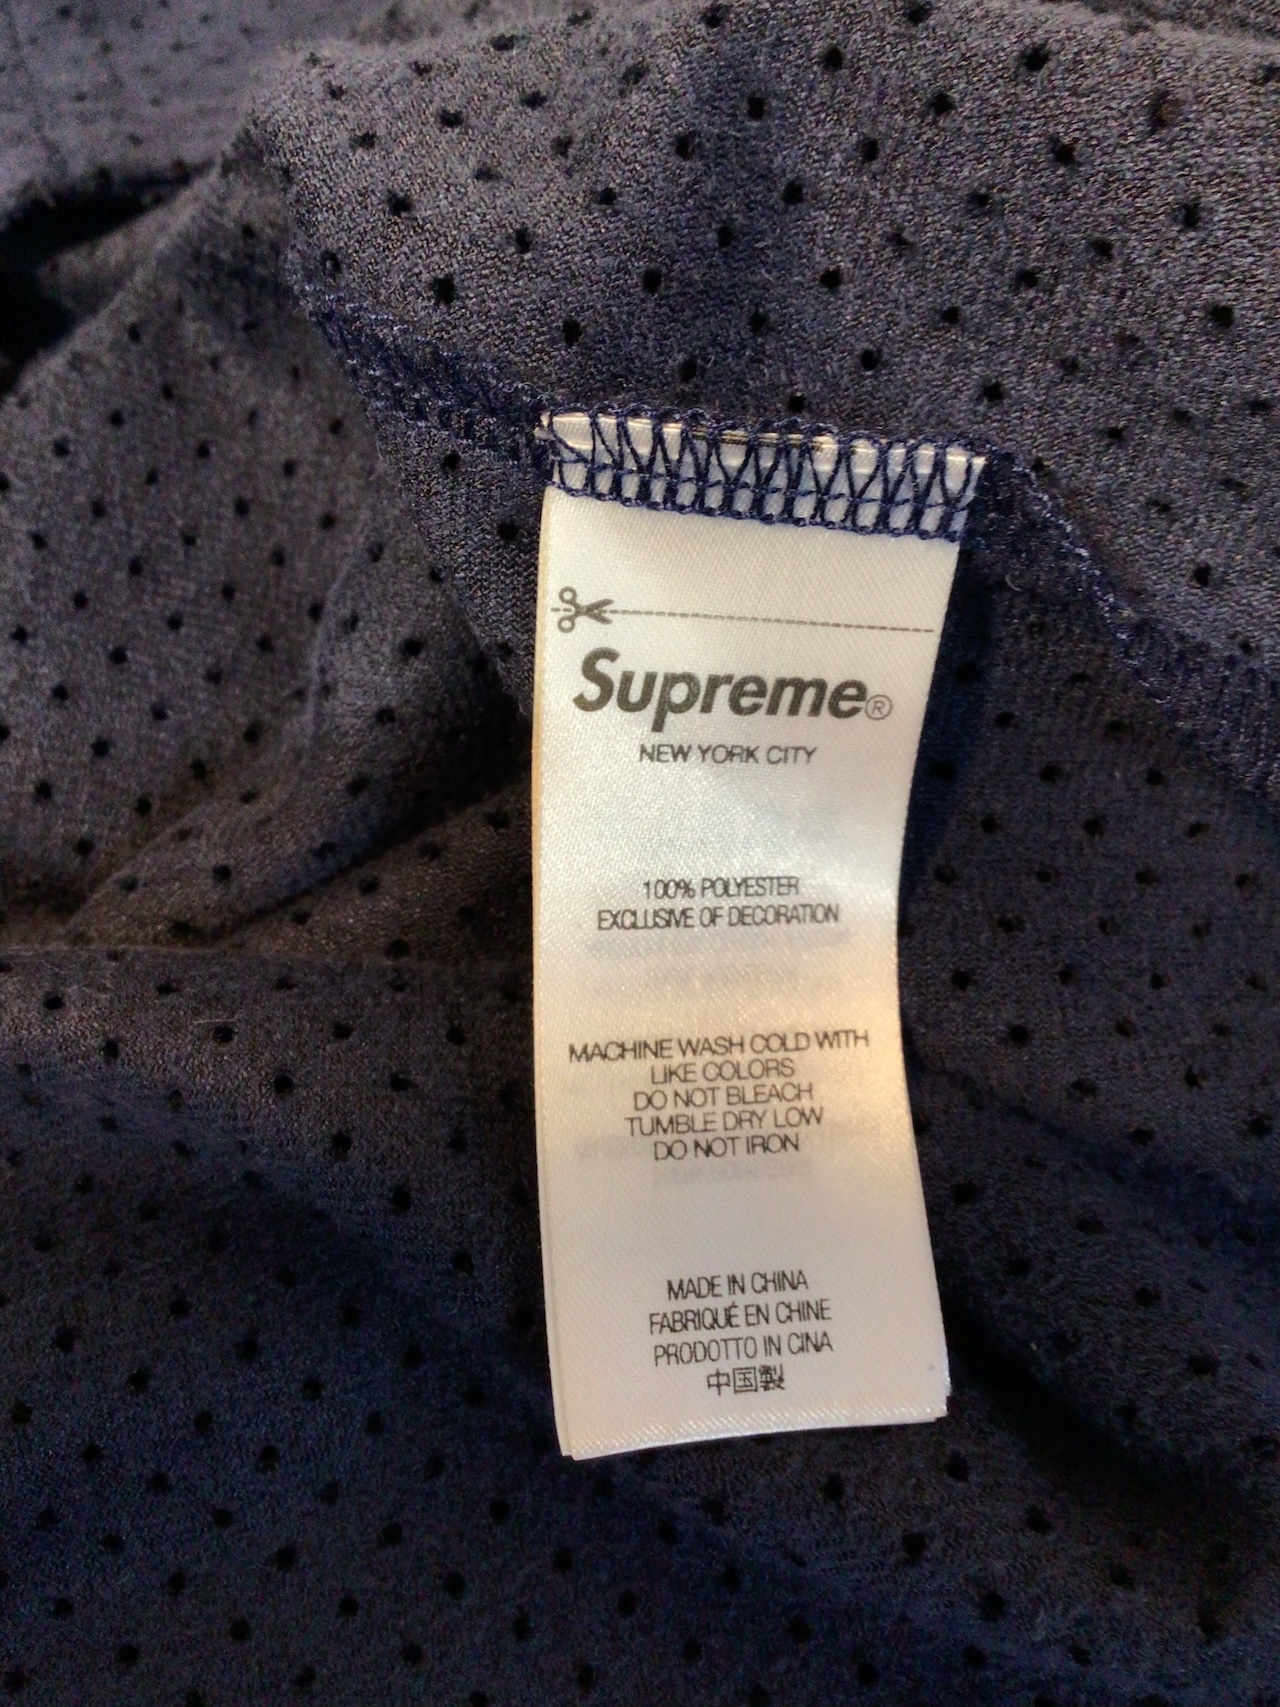 Supreme®
NEW YORK CITY
100% POLYESTER
EXCLUSIVE OF DECORATION
MACHINE WASH COLD WITH
LIKE COLORS
DO NOT BLEACH
TUMBLE DRY LOW
DO NOT IRON
MADE IN CHINA
FABRIQUÉ EN CHINE
PRODOTTO IN CINA
中国製